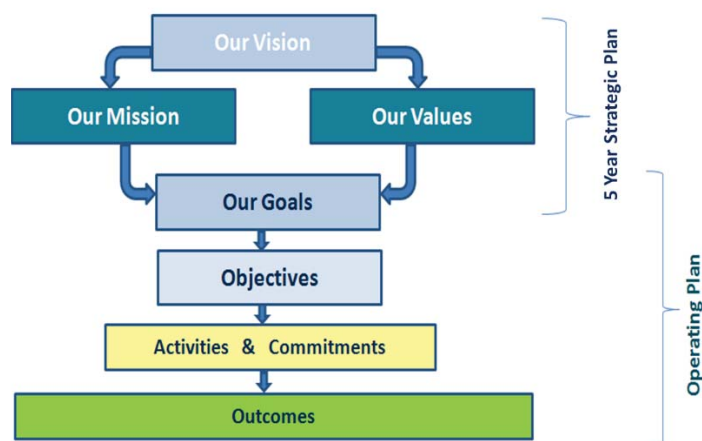 Our Vision
Our Mission
Our Values
5 Year Strategic Plan
Our Goals
Objectives
Activities & Commitments
Outcomes
Operating Plan